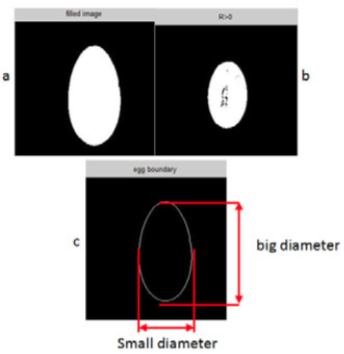 filled image
R>0
a
b
egg boundary
c
big diameter
Small diameter